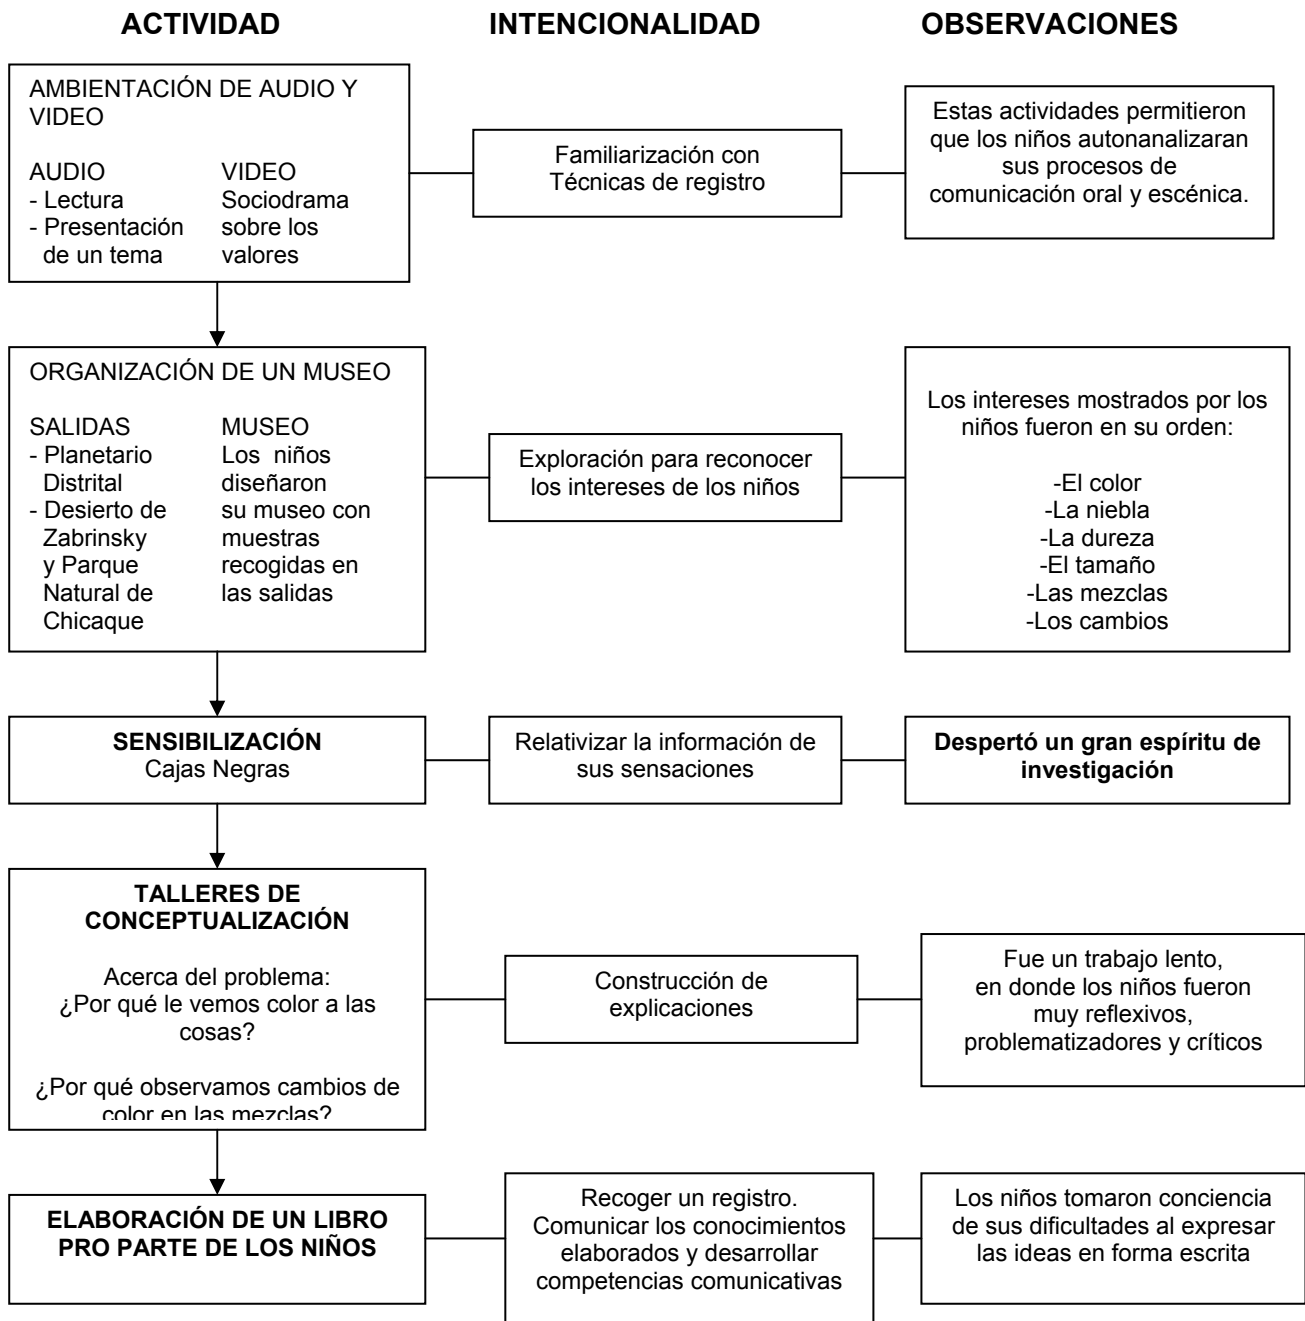 ACTIVIDAD INTENCIONALIDAD OBSERVACIONES
AMBIENTACIÓN DE AUDIO Y
VIDEO
AUDIO VIDEO
- Lectura Sociodrama
- Presentación sobre los
de un tema valores
Familiarización con
Técnicas de registro
Estas actividades permitieron
que los niños autonanalizaran
sus procesos de
comunicación oral y escénica.
ORGANIZACIÓN DE UN MUSEO
SALIDAS MUSEO
- Planetario Los niños
Distrital diseñaron
- Desierto de su museo con
Zabrinsky muestras
y Parque recogidas en
Natural de las salidas
Chicaque
Exploración para reconocer
los intereses de los niños
Los intereses mostrados por los
niños fueron en su orden:
-El color
-La niebla
-La dureza
-El tamaño
-Las mezclas
-Los cambios
SENSIBILIZACIÓN
Cajas Negras
Relativizar la información de
sus sensaciones
Despertó un gran espíritu de
investigación
TALLERES DE
CONCEPTUALIZACIÓN
Acerca del problema:
¿Por qué le vemos color a las
cosas?
¿Por qué observamos cambios de
color en las mezclas?
Construcción de
explicaciones
Fue un trabajo lento,
en donde los niños fueron
muy reflexivos,
problematizadores y críticos
ELABORACIÓN DE UN LIBRO
PRO PARTE DE LOS NIÑOS
Recoger un registro.
Comunicar los conocimientos
elaborados y desarrollar
competencias comunicativas
Los niños tomaron conciencia
de sus dificultades al expresar
las ideas en forma escrita